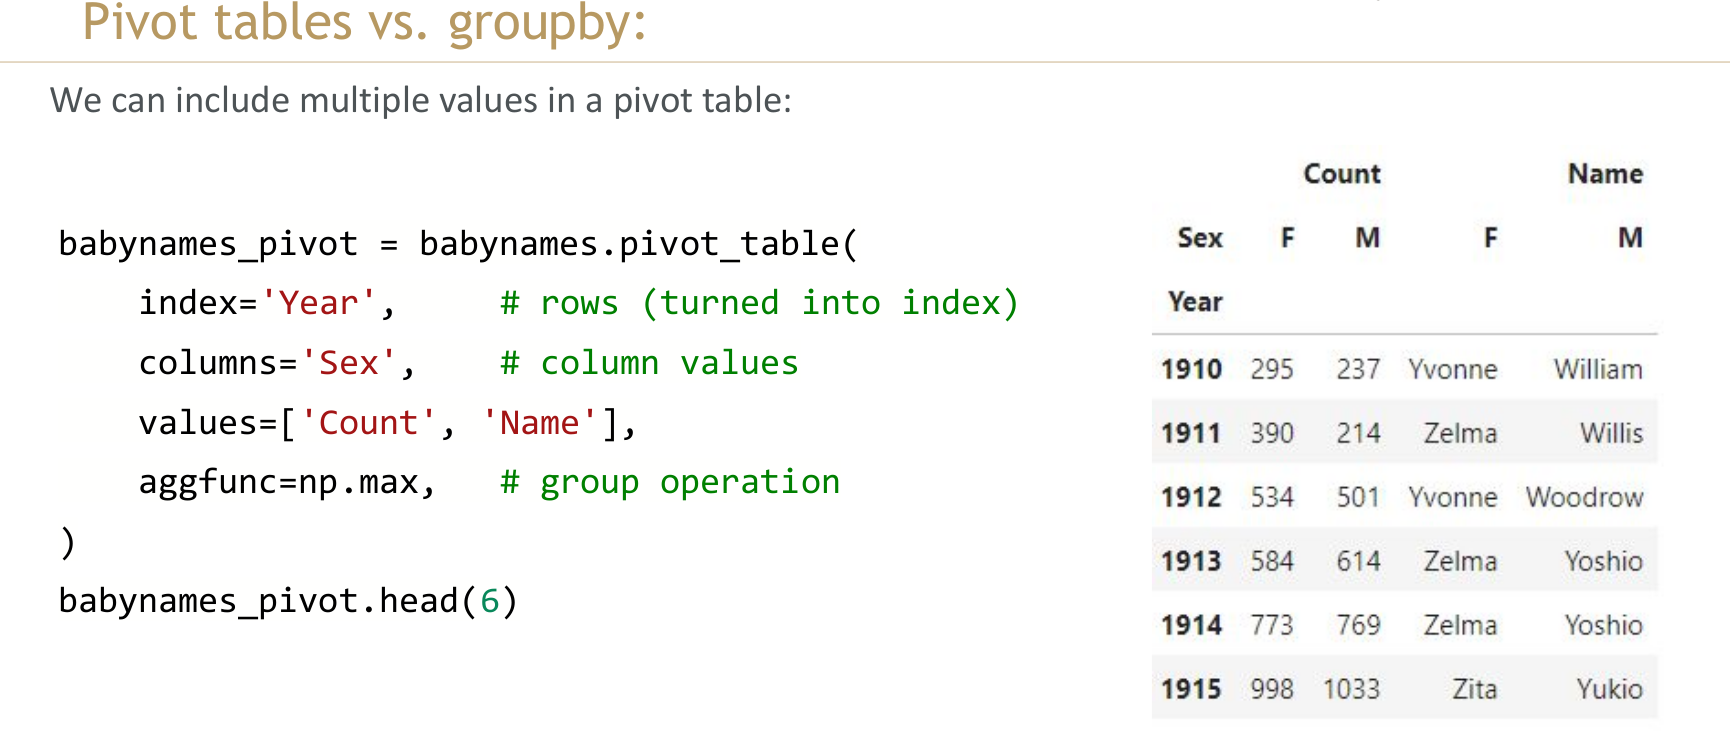 Pivot tables vs. groupby:
We can include multiple values in a pivot table:
babynames_pivot = babynames.pivot_table(
    index='Year',     # rows (turned into index)
    columns='Sex',    # column values
    values=['Count', 'Name'],
    aggfunc=np.max,   # group operation
)
babynames_pivot.head(6)
Count Name
Sex F M F M
Year
1910 295 237 Yvonne William
1911 390 214 Zelma Willis
1912 534 501 Yvonne Woodrow
1913 584 614 Zelma Yoshio
1914 773 769 Zelma Yoshio
1915 998 1033 Zita Yukio